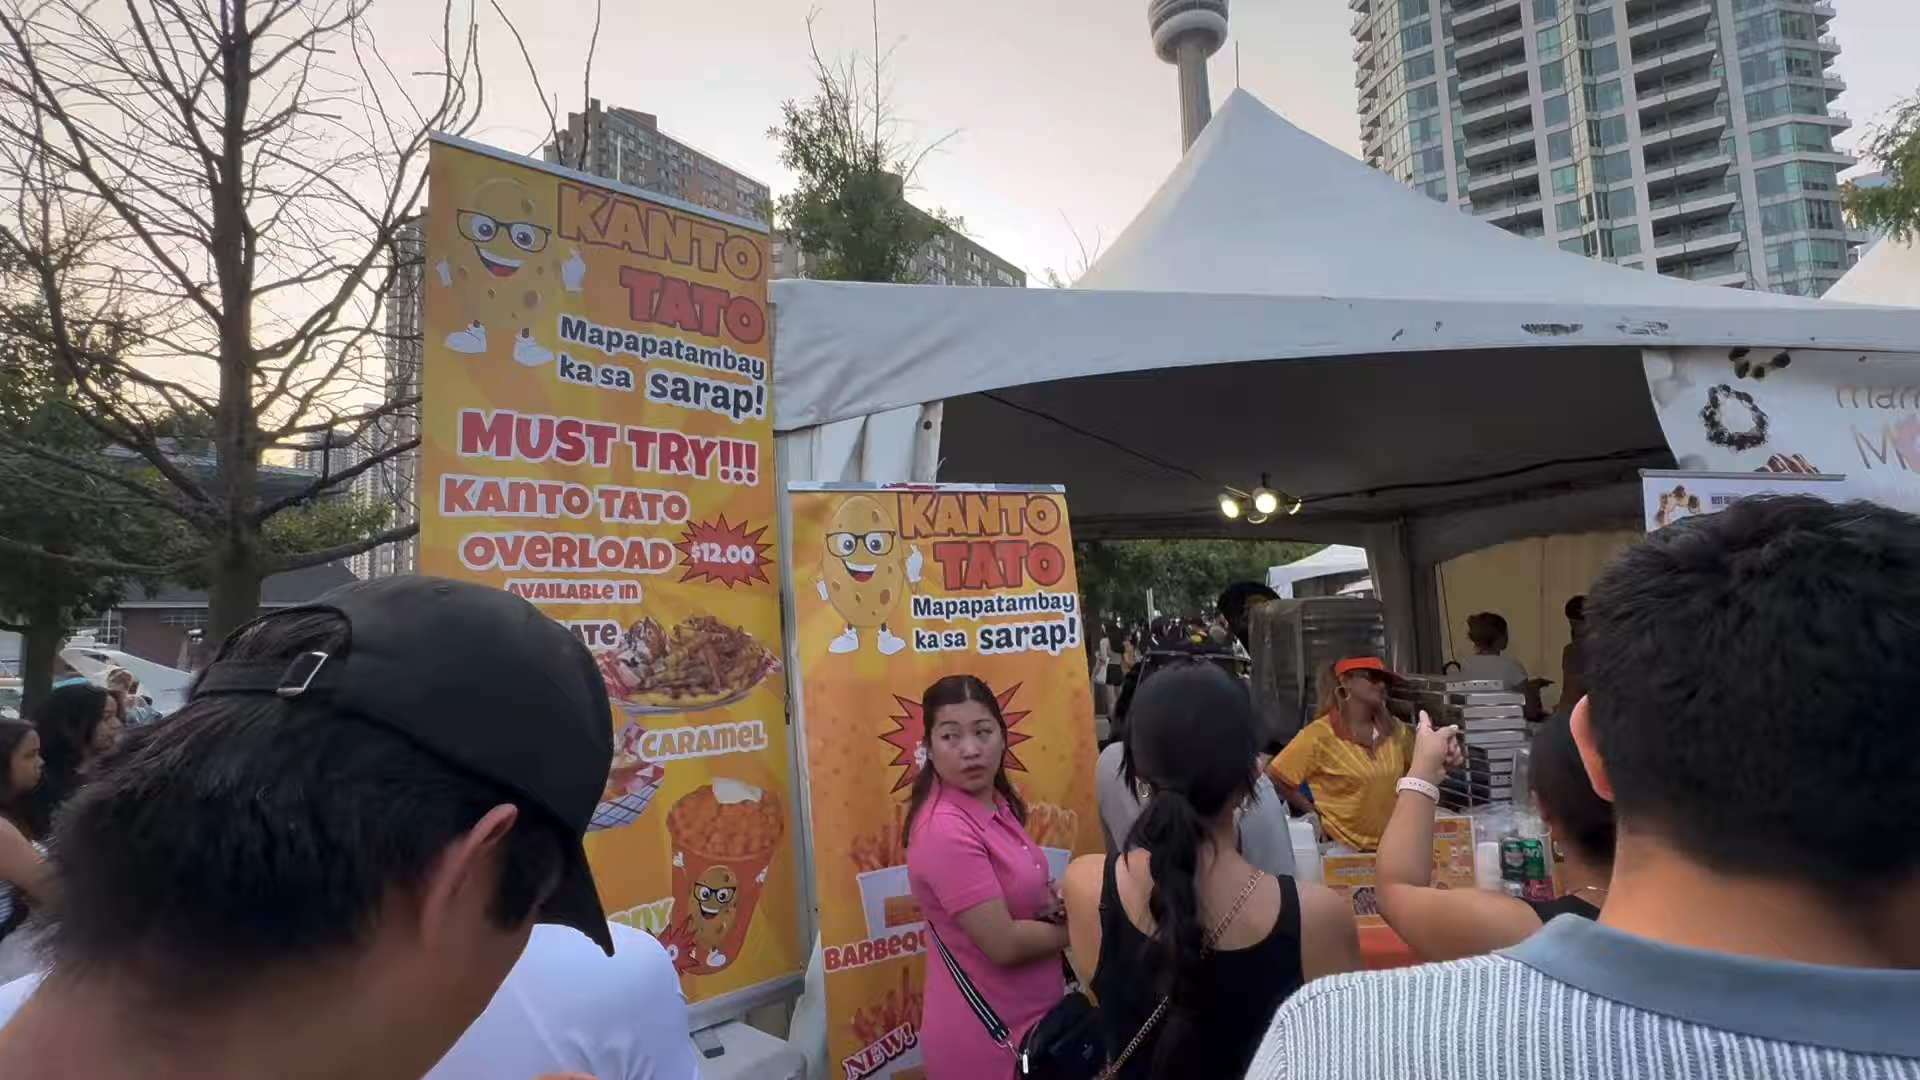 KANTO
TATO
Mapapatambay
ka sa sarap!
MUST TRY!!!
KANTO TATO
OVERLOAD
$12.00
AVAILABLE IN
CARAMEL
KANTO
TATO
Mapapatambay
ka sa sarap!
NEW!